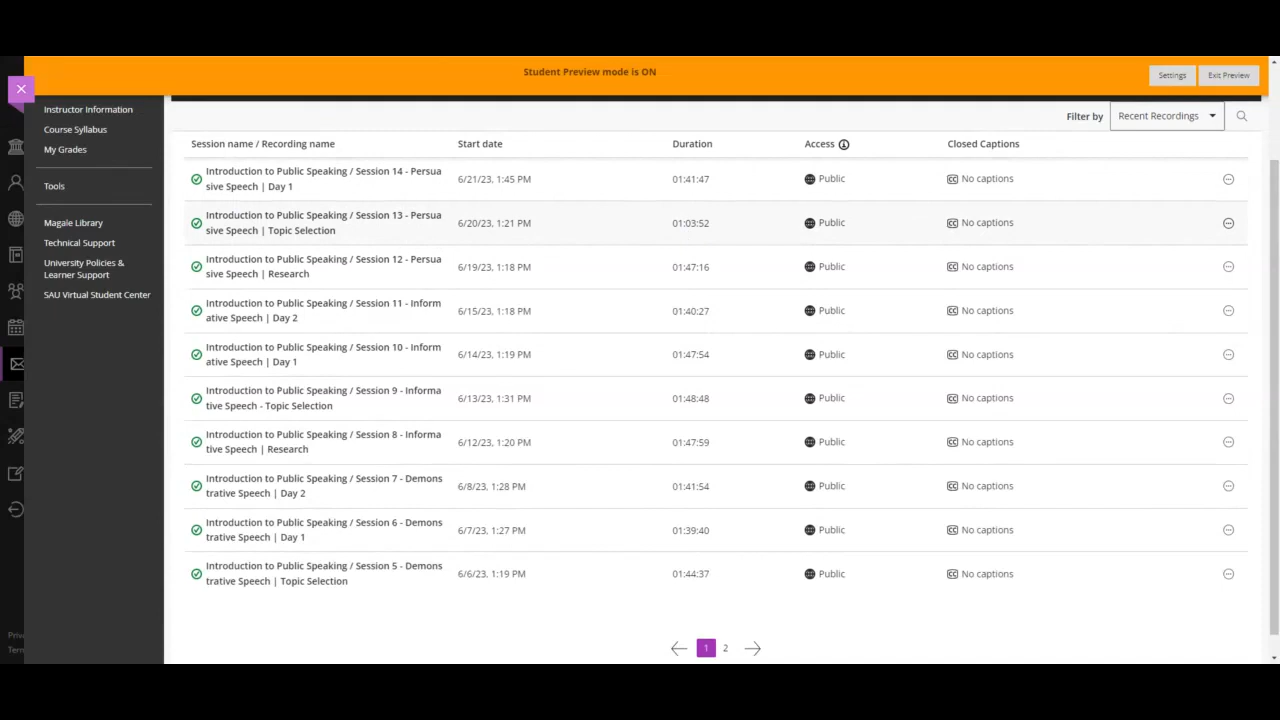 Student Preview mode is ON
Settings
Exit Preview
Instructor Information
Course Syllabus
My Grades
Tools
Magale Library
Technical Support
University Policies &
Learner Support
SAU Virtual Student Center
Filter by
Recent Recordings
Session name / Recording name Start date Duration Access Closed Captions
Introduction to Public Speaking / Session 14 - Persua
sive Speech | Day 1
6/21/23, 1:45 PM 01:41:47 Public CC No captions
Introduction to Public Speaking / Session 13 - Persua
sive Speech | Topic Selection
6/20/23, 1:21 PM 01:03:52 Public CC No captions
Introduction to Public Speaking / Session 12 - Persua
sive Speech | Research
6/19/23, 1:18 PM 01:47:16 Public CC No captions
Introduction to Public Speaking / Session 11 - Inform
ative Speech | Day 2
6/15/23, 1:18 PM 01:40:27 Public CC No captions
Introduction to Public Speaking / Session 10 - Inform
ative Speech | Day 1
6/14/23, 1:19 PM 01:47:54 Public CC No captions
Introduction to Public Speaking / Session 9 - Informa
tive Speech - Topic Selection
6/13/23, 1:31 PM 01:48:48 Public CC No captions
Introduction to Public Speaking / Session 8 - Informa
tive Speech | Research
6/12/23, 1:20 PM 01:47:59 Public CC No captions
Introduction to Public Speaking / Session 7 - Demons
trative Speech | Day 2
6/8/23, 1:28 PM 01:41:54 Public CC No captions
Introduction to Public Speaking / Session 6 - Demons
trative Speech | Day 1
6/7/23, 1:27 PM 01:39:40 Public CC No captions
Introduction to Public Speaking / Session 5 - Demons
trative Speech | Topic Selection
6/6/23, 1:19 PM 01:44:37 Public CC No captions
Priv
Term
1 2